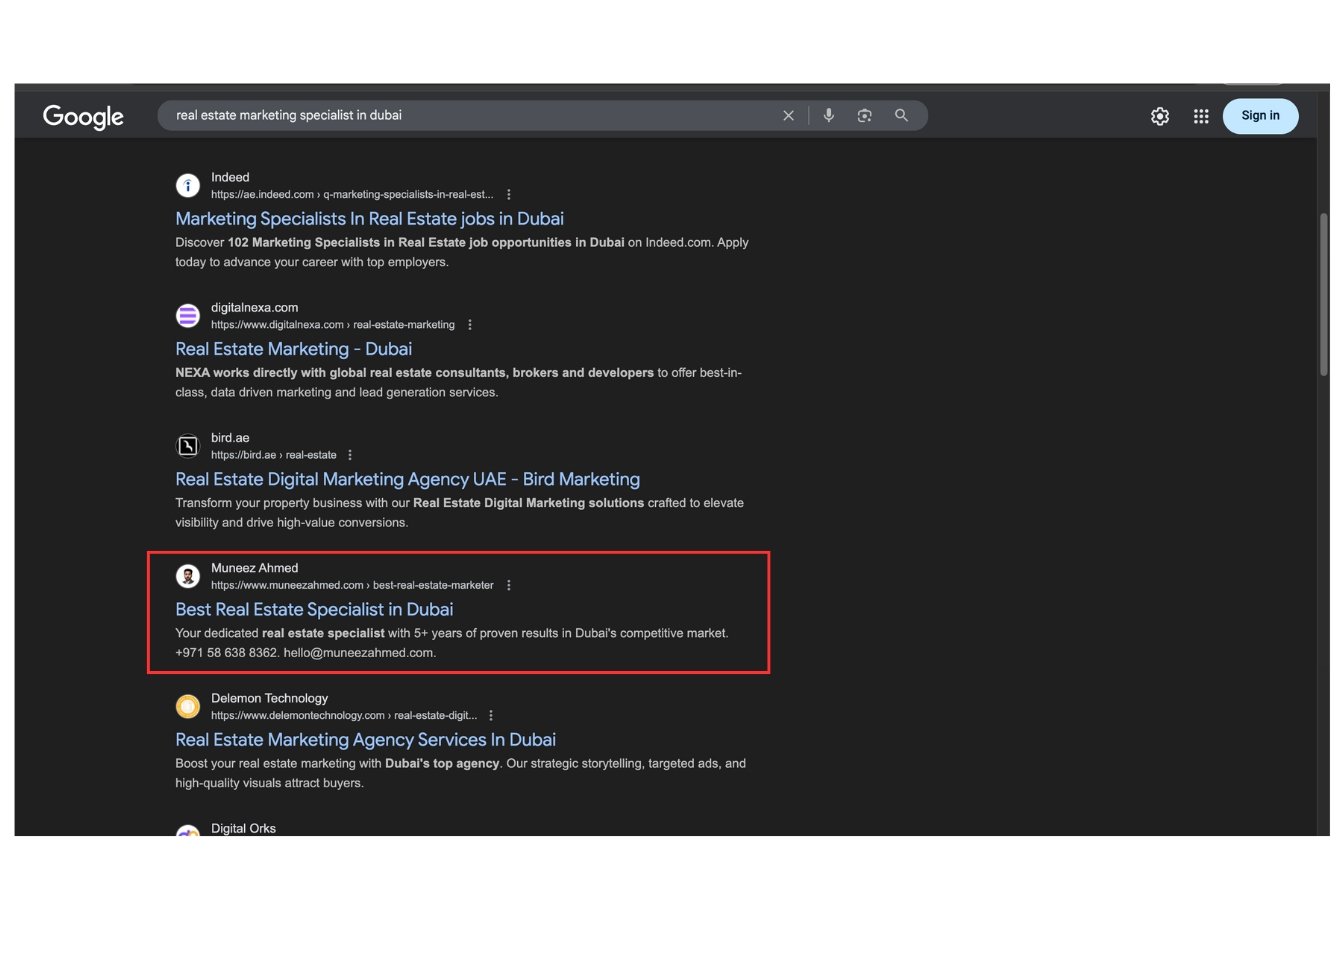 Google
real estate marketing specialist in dubai
Sign in
Indeed
https://ae.indeed.com › q-marketing-specialists-in-real-est...
Marketing Specialists In Real Estate jobs in Dubai
Discover 102 Marketing Specialists in Real Estate job opportunities in Dubai on Indeed.com. Apply
today to advance your career with top employers.
digitalnexa.com
https://www.digitalnexa.com › real-estate-marketing
Real Estate Marketing - Dubai
NEXA works directly with global real estate consultants, brokers and developers to offer best-in-
class, data driven marketing and lead generation services.
bird.ae
https://bird.ae › real-estate
Real Estate Digital Marketing Agency UAE - Bird Marketing
Transform your property business with our Real Estate Digital Marketing solutions crafted to elevate
visibility and drive high-value conversions.
Muneez Ahmed
https://www.muneezahmed.com › best-real-estate-marketer
Best Real Estate Specialist in Dubai
Your dedicated real estate specialist with 5+ years of proven results in Dubai's competitive market.
+971 58 638 8362. hello@muneezahmed.com.
Delemon Technology
https://www.delemontechnology.com › real-estate-digit...
Real Estate Marketing Agency Services In Dubai
Boost your real estate marketing with Dubai's top agency. Our strategic storytelling, targeted ads, and
high-quality visuals attract buyers.
Digital Orks